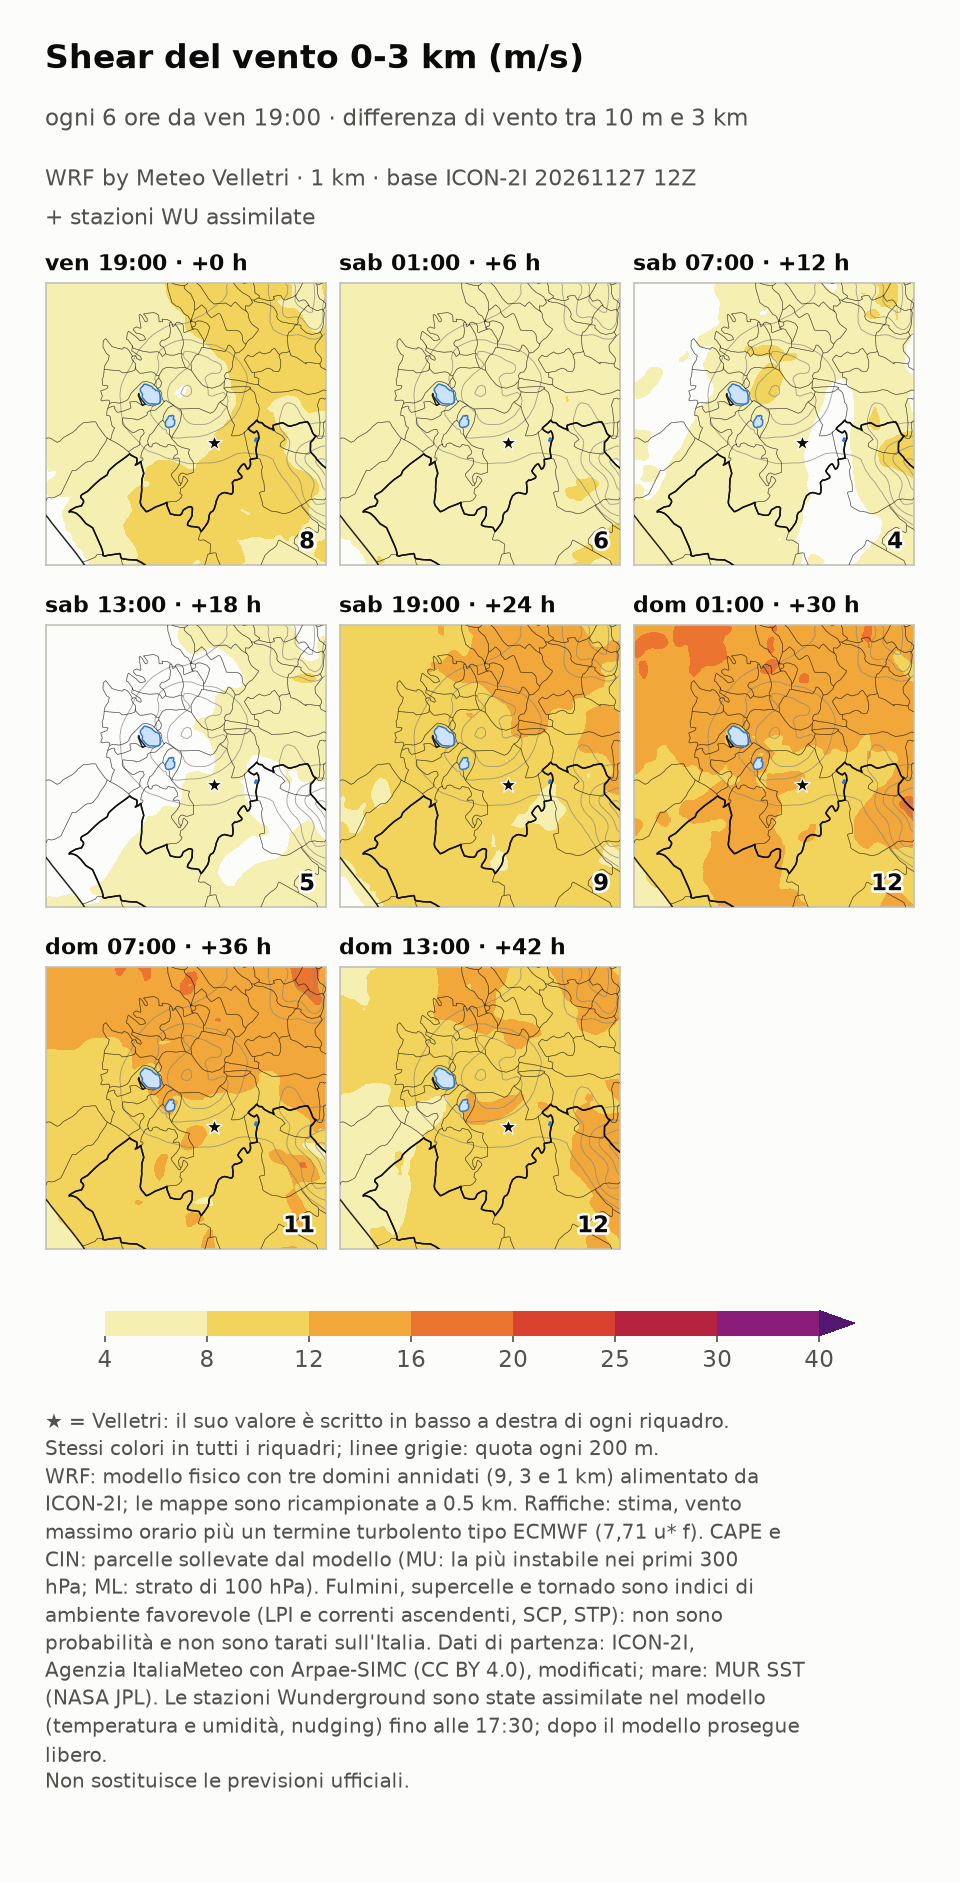 Shear del vento 0-3 km (m/s)
ogni 6 ore da ven 19:00 · differenza di vento tra 10 m e 3 km
WRF by Meteo Velletri · 1 km · base ICON-2I 20261127 12Z
+ stazioni WU assimilate
ven 19:00 · +0 h
sab 01:00 · +6 h
sab 07:00 · +12 h
8
6
4
sab 13:00 · +18 h
sab 19:00 · +24 h
dom 01:00 · +30 h
5
9
12
dom 07:00 · +36 h
dom 13:00 · +42 h
11
12
4 8 12 16 20 25 30 40
★ = Velletri: il suo valore è scritto in basso a destra di ogni riquadro.
Stessi colori in tutti i riquadri; linee grigie: quota ogni 200 m.
WRF: modello fisico con tre domini annidati (9, 3 e 1 km) alimentato da
ICON-2I; le mappe sono ricampionate a 0.5 km. Raffiche: stima, vento
massimo orario più un termine turbolento tipo ECMWF (7,71 u* f). CAPE e
CIN: parcelle sollevate dal modello (MU: la più instabile nei primi 300
hPa; ML: strato di 100 hPa). Fulmini, supercelle e tornado sono indici di
ambiente favorevole (LPI e correnti ascendenti, SCP, STP): non sono
probabilità e non sono tarati sull'Italia. Dati di partenza: ICON-2I,
Agenzia ItaliaMeteo con Arpae-SIMC (CC BY 4.0), modificati; mare: MUR SST
(NASA JPL). Le stazioni Wunderground sono state assimilate nel modello
(temperatura e umidità, nudging) fino alle 17:30; dopo il modello prosegue
libero.
Non sostituisce le previsioni ufficiali.